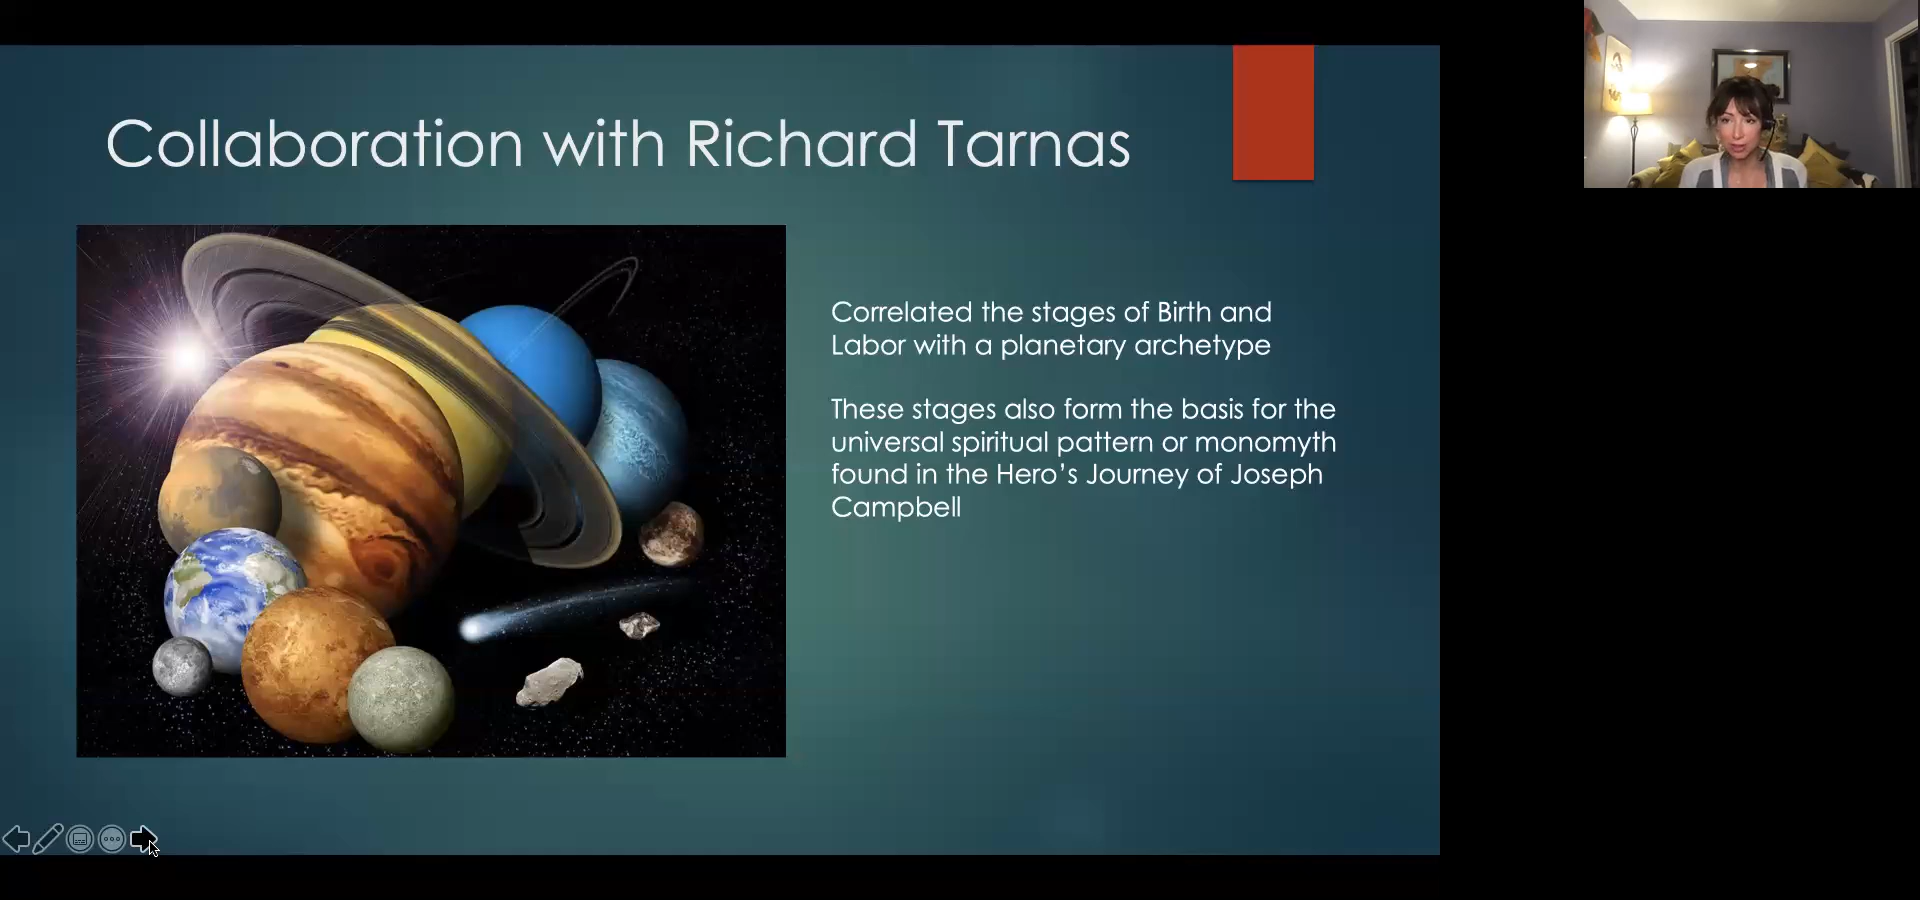 Collaboration with Richard Tarnas
Correlated the stages of Birth and
Labor with a planetary archetype
These stages also form the basis for the
universal spiritual pattern or monomyth
found in the Hero’s Journey of Joseph
Campbell